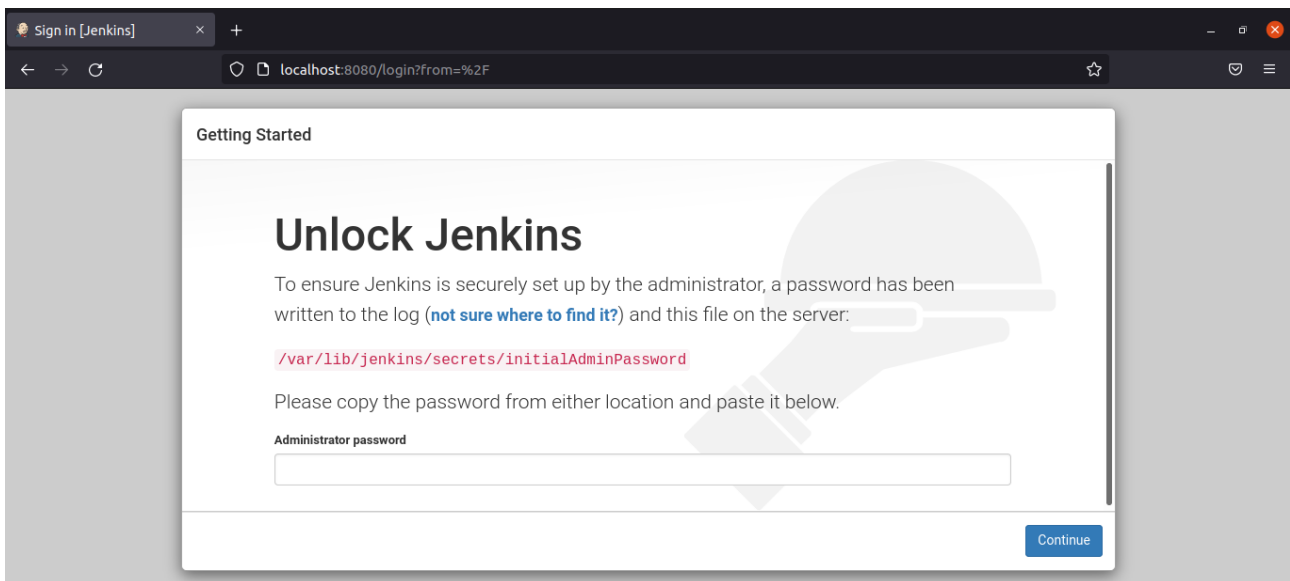 Sign in [Jenkins]
localhost:8080/login?from=%2F
Getting Started
Unlock Jenkins
To ensure Jenkins is securely set up by the administrator, a password has been
written to the log (not sure where to find it?) and this file on the server:
/var/lib/jenkins/secrets/initialAdminPassword
Please copy the password from either location and paste it below.
Administrator password
Continue